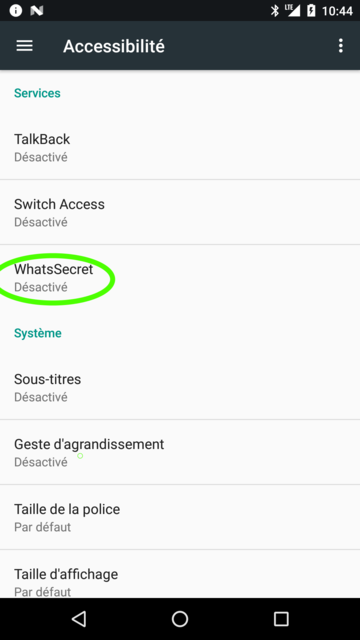 LTE 10:44
Accessibilité
Services
TalkBack
Désactivé
Switch Access
Désactivé
WhatsSecret
Désactivé
Système
Sous-titres
Désactivé
Geste d'agrandissement
Désactivé
Taille de la police
Par défaut
Taille d'affichage
Par défaut